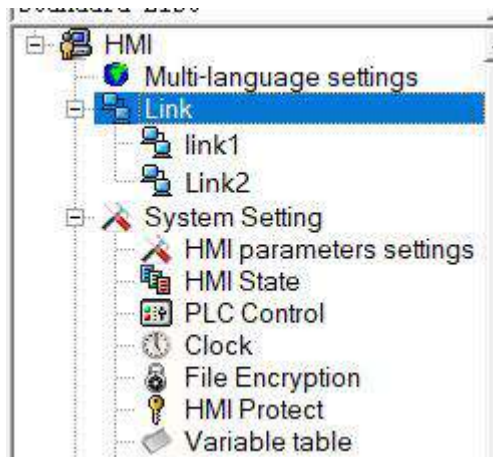 HMI
Multi-language settings
Link
link1
Link2
System Setting
HMI parameters settings
HMI State
PLC Control
Clock
File Encryption
HMI Protect
Variable table